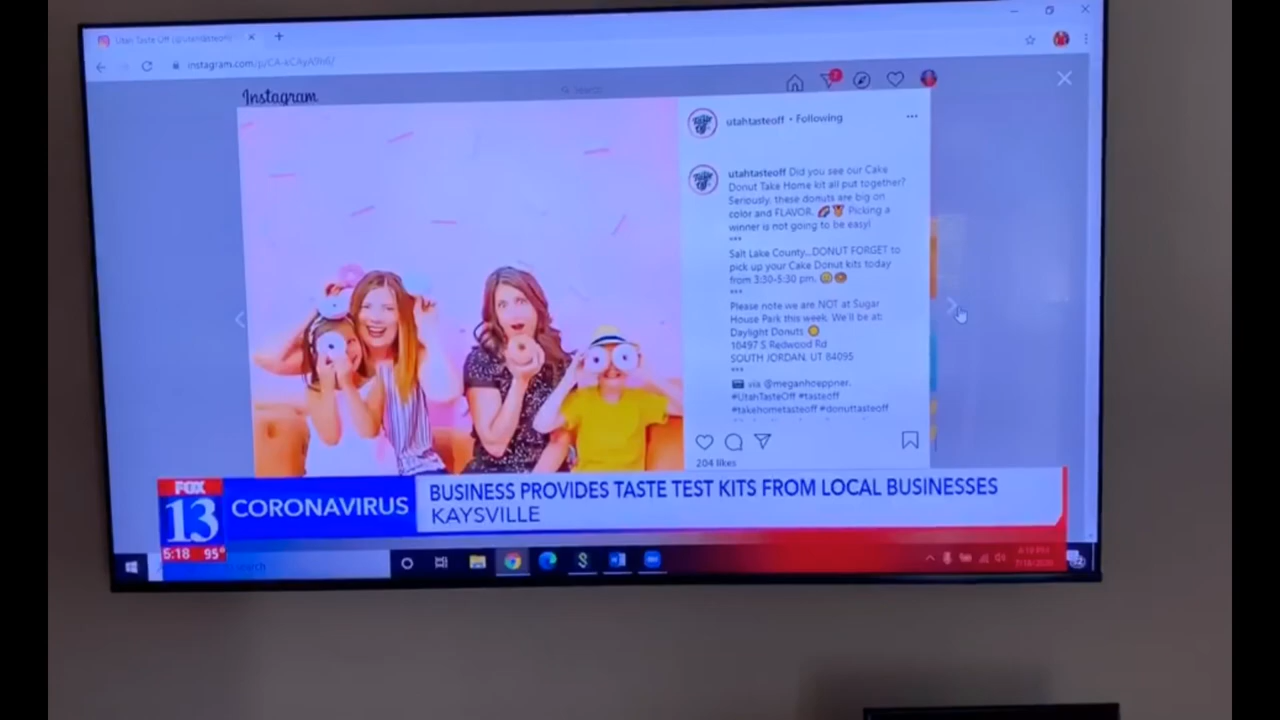 instagram.com/p/CA-kCAyA9h6/
Instagram
Search
7
utahtasteoff • Following
utahtasteoff Did you see our Cake
Donut Take Home kit all put together?
Seriously, these donuts are big on
color and FLAVOR. 🌈🏅 Picking a
winner is not going to be easy!
***
Salt Lake County...DONUT FORGET to
pick up your Cake Donut kits today
from 3:30-5:30 pm.
***
Please note we are NOT at Sugar
House Park this week. We'll be at:
Daylight Donuts
10497 S Redwood Rd
SOUTH JORDAN, UT 84095
***
via @meganhoeppner.
#UtahTasteOff #tasteoff
#takehometasteoff #donuttasteoff
204 likes
FOX
13
5:18 95°
CORONAVIRUS
BUSINESS PROVIDES TASTE TEST KITS FROM LOCAL BUSINESSES
KAYSVILLE